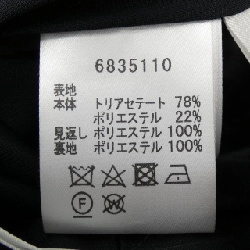 6835110
表地
本体 トリアセテート 78%
ポリエステル 22%
見返し ポリエステル 100%
裏地 ポリエステル 100%
F W